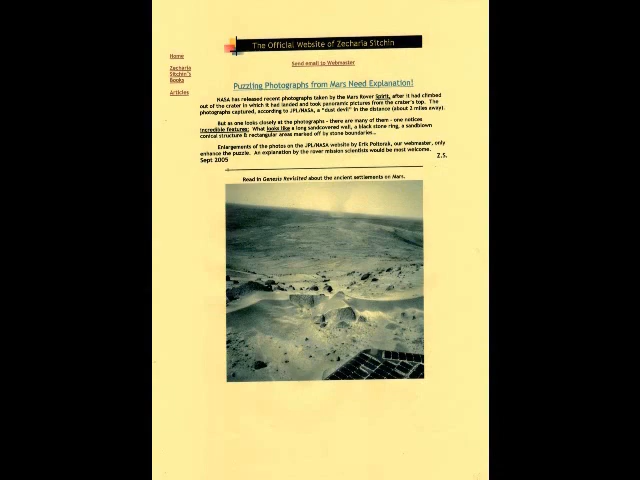 The Official Website of Zecharia Sitchin
Send email to Webmaster
Home
Zecharia
Sitchin's
Books
Articles
Puzzling Photographs from Mars Need Explanation!
NASA has released recent photographs taken by the Mars Rover Spirit, after it had climbed
out of the crater in which it had landed and took panoramic pictures from the crater's top. The
photographs captured, according to JPL/NASA, a "dust devil" in the distance (about 2 miles away).
But as one looks closely at the photographs - there are many of them - one notices
incredible features: What looks like a long sandcovered wall, a black stone ring, a sandblown
conical structure & rectangular areas marked off by stone boundaries...
Enlargements of the photos on the JPL/NASA website by Erik Poltorak, our webmaster, only
enhance the puzzle. An explanation by the rover mission scientists would be most welcome.
Sept 2005
Z.S.
Read in Genesis Revisited about the ancient settlements on Mars.